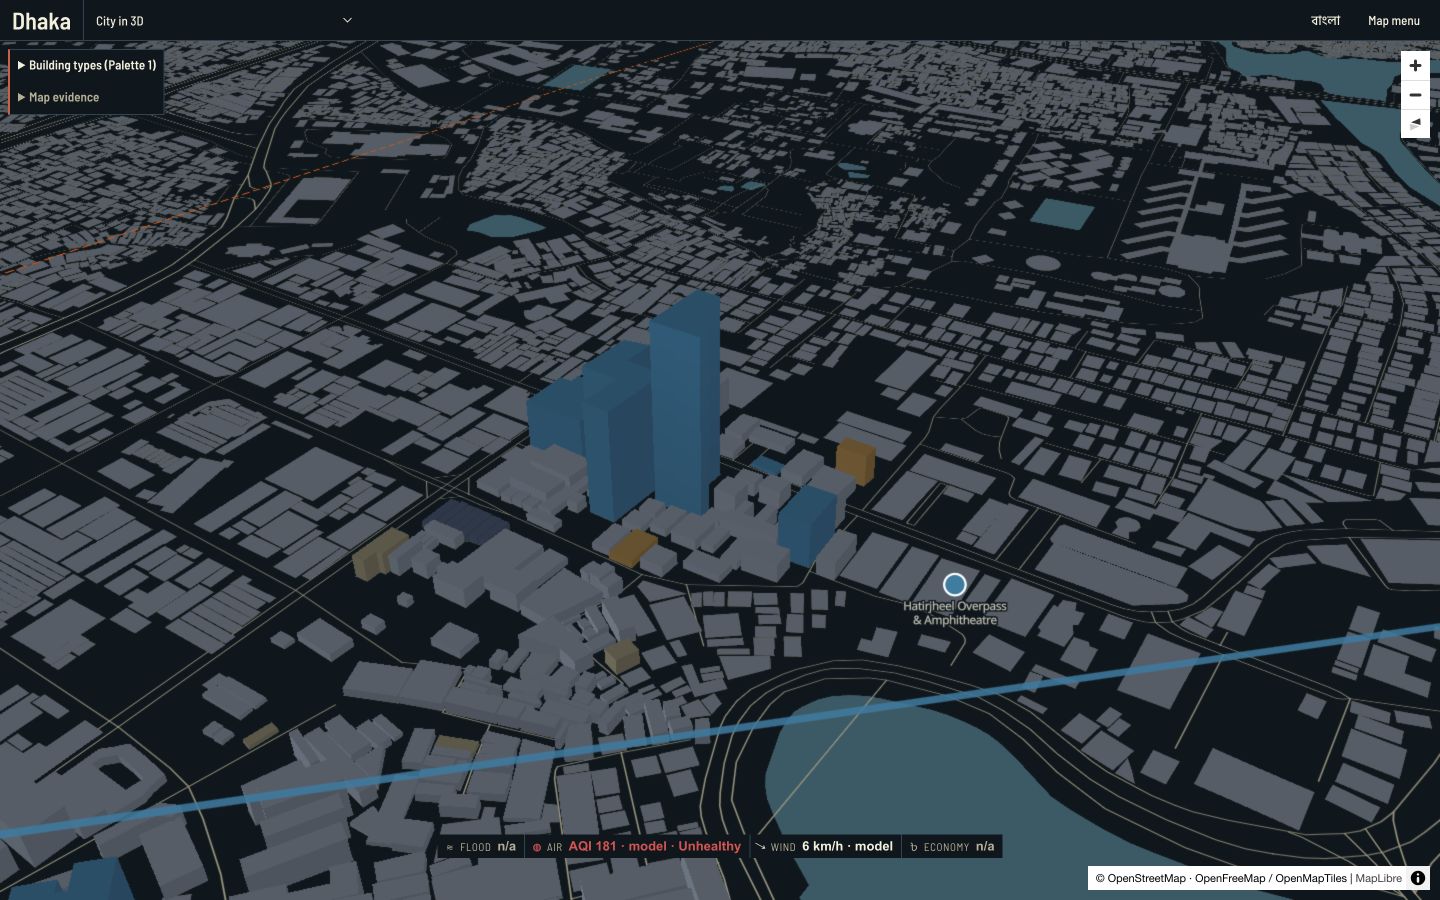 Dhaka
City in 3D
বাংলা
Map menu
▶ Building types (Palette 1)
▶ Map evidence
Hatirjheel Overpass
& Amphitheatre
≈ FLOOD n/a
◍ AIR AQI 181 · model · Unhealthy
↘ WIND 6 km/h · model
৳ ECONOMY n/a
© OpenStreetMap · OpenFreeMap / OpenMapTiles | MapLibre